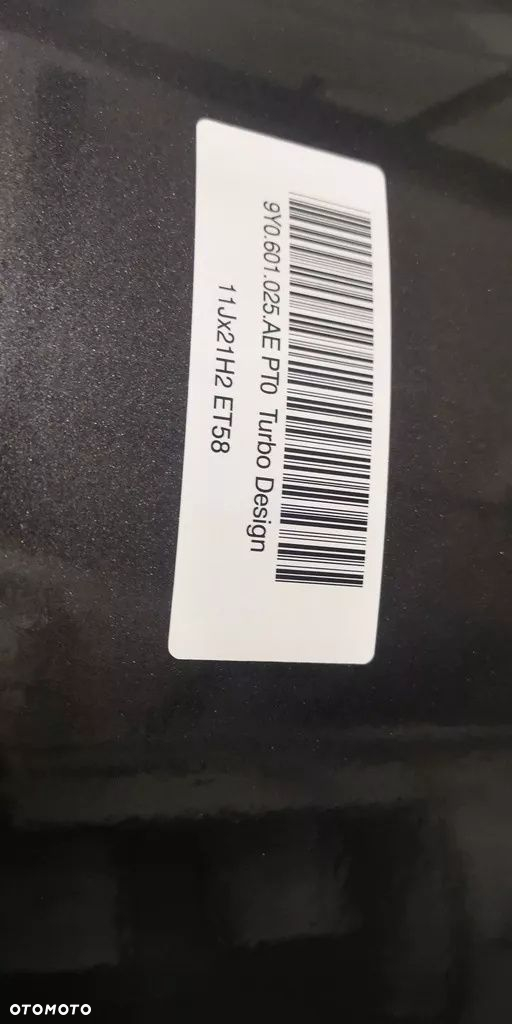 9Y0.601.025.AE PT0 Turbo Design
11Jx21H2 ET58
OTOMOTO